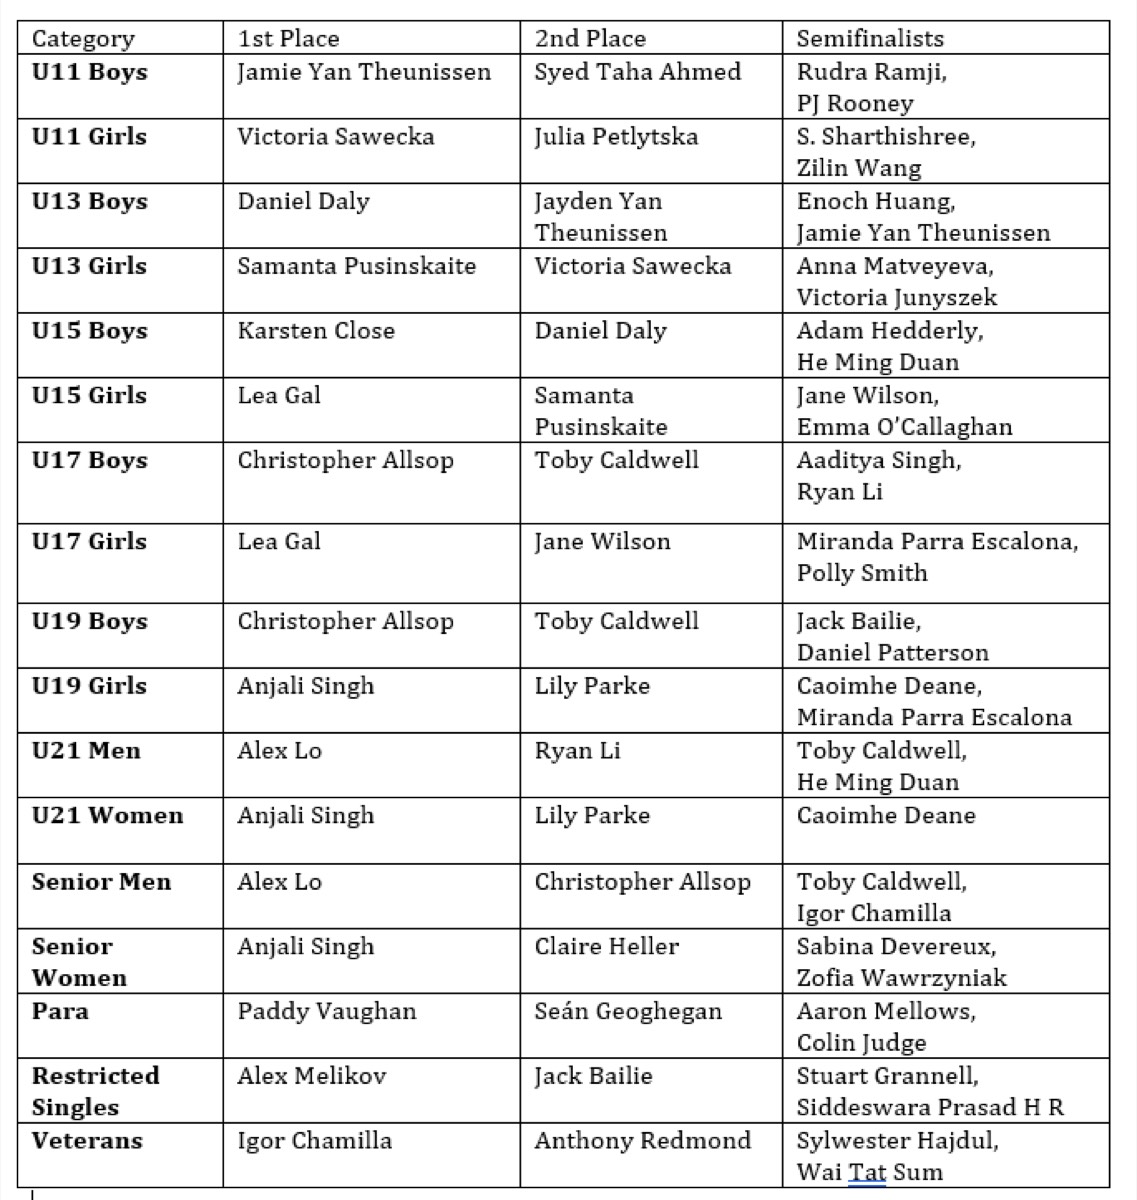 Category 1st Place 2nd Place Semifinalists
U11 Boys Jamie Yan Theunissen Syed Taha Ahmed Rudra Ramji,
PJ Rooney
U11 Girls Victoria Sawecka Julia Petlytska S. Sharthishree,
Zilin Wang
U13 Boys Daniel Daly Jayden Yan Enoch Huang,
Theunissen Jamie Yan Theunissen
U13 Girls Samanta Pusinskaite Victoria Sawecka Anna Matveyeva,
Victoria Junyszek
U15 Boys Karsten Close Daniel Daly Adam Hedderly,
He Ming Duan
U15 Girls Lea Gal Samanta Jane Wilson,
Pusinskaite Emma O’Callaghan
U17 Boys Christopher Allsop Toby Caldwell Aaditya Singh,
Ryan Li
U17 Girls Lea Gal Jane Wilson Miranda Parra Escalona,
Polly Smith
U19 Boys Christopher Allsop Toby Caldwell Jack Bailie,
Daniel Patterson
U19 Girls Anjali Singh Lily Parke Caoimhe Deane,
Miranda Parra Escalona
U21 Men Alex Lo Ryan Li Toby Caldwell,
He Ming Duan
U21 Women Anjali Singh Lily Parke Caoimhe Deane
Senior Men Alex Lo Christopher Allsop Toby Caldwell,
Igor Chamilla
Senior Anjali Singh Claire Heller Sabina Devereux,
Women Zofia Wawrzyniak
Para Paddy Vaughan Seán Geoghegan Aaron Mellows,
Colin Judge
Restricted Alex Melikov Jack Bailie Stuart Grannell,
Singles Siddeswara Prasad H R
Veterans Igor Chamilla Anthony Redmond Sylwester Hajdul,
Wai Tat Sum